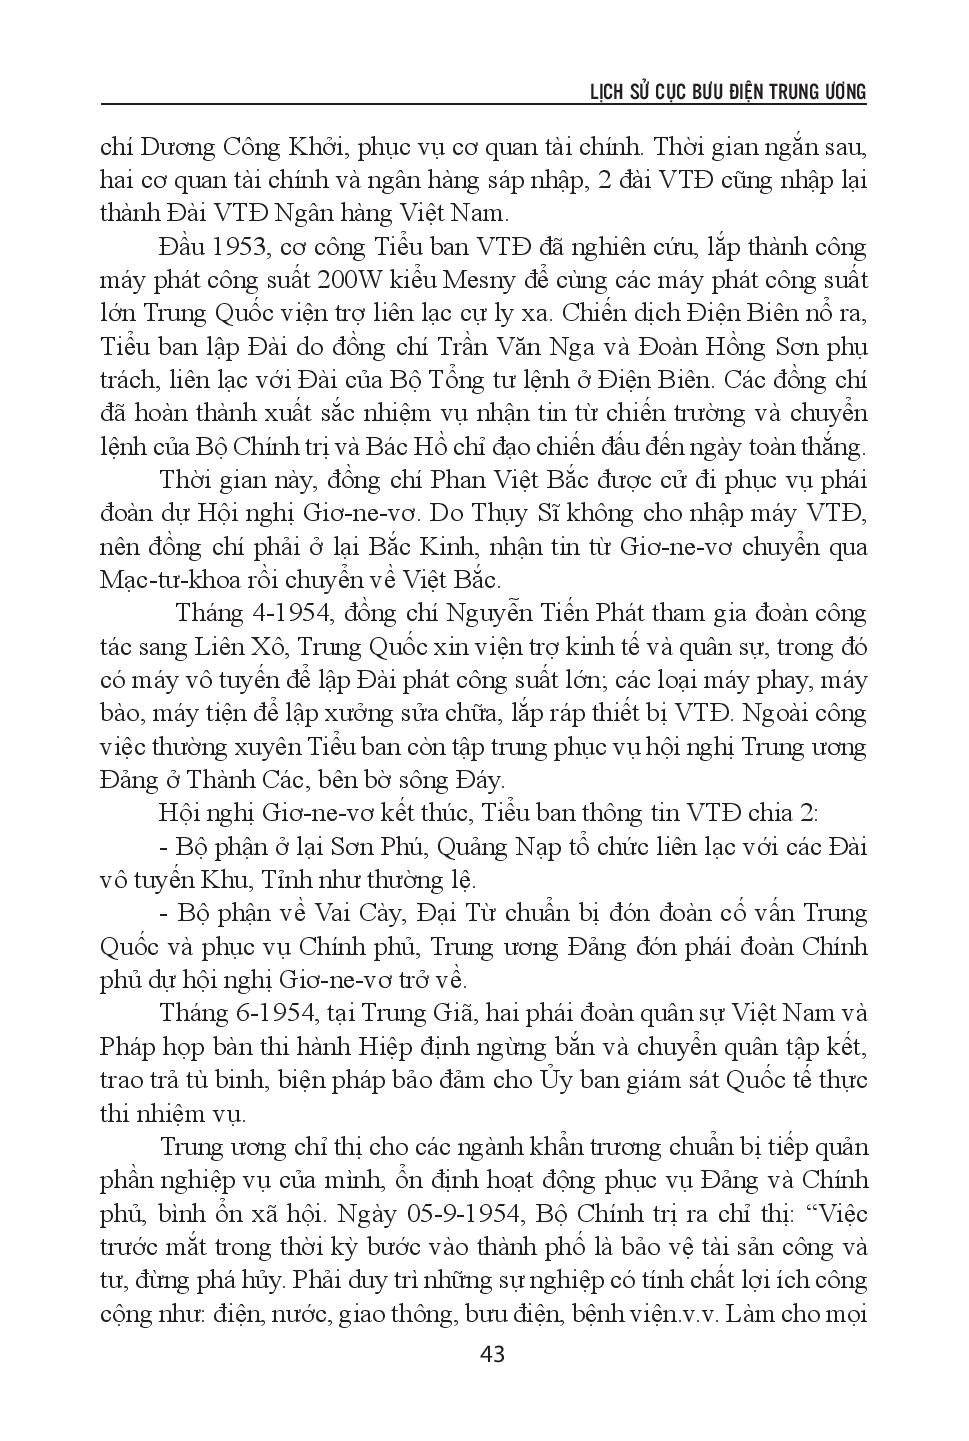 LỊCH SỬ CỤC BƯU ĐIỆN TRUNG ƯƠNG
chí Dương Công Khởi, phục vụ cơ quan tài chính. Thời gian ngắn sau,
hai cơ quan tài chính và ngân hàng sáp nhập, 2 đài VTĐ cũng nhập lại
thành Đài VTĐ Ngân hàng Việt Nam.
Đầu 1953, cơ công Tiểu ban VTĐ đã nghiên cứu, lắp thành công
máy phát công suất 200W kiểu Mesny để cùng các máy phát công suất
lớn Trung Quốc viện trợ liên lạc cự ly xa. Chiến dịch Điện Biên nổ ra,
Tiểu ban lập Đài do đồng chí Trần Văn Nga và Đoàn Hồng Sơn phụ
trách, liên lạc với Đài của Bộ Tổng tư lệnh ở Điện Biên. Các đồng chí
đã hoàn thành xuất sắc nhiệm vụ nhận tin từ chiến trường và chuyển
lệnh của Bộ Chính trị và Bác Hồ chỉ đạo chiến đấu đến ngày toàn thắng.
Thời gian này, đồng chí Phan Việt Bắc được cử đi phục vụ phái
đoàn dự Hội nghị Giơ-ne-vơ. Do Thụy Sĩ không cho nhập máy VTĐ,
nên đồng chí phải ở lại Bắc Kinh, nhận tin từ Giơ-ne-vơ chuyển qua
Mạc-tư-khoa rồi chuyển về Việt Bắc.
Tháng 4-1954, đồng chí Nguyễn Tiến Phát tham gia đoàn công
tác sang Liên Xô, Trung Quốc xin viện trợ kinh tế và quân sự, trong đó
có máy vô tuyến để lập Đài phát công suất lớn; các loại máy phay, máy
bào, máy tiện để lập xưởng sửa chữa, lắp ráp thiết bị VTĐ. Ngoài công
việc thường xuyên Tiểu ban còn tập trung phục vụ hội nghị Trung ương
Đảng ở Thành Các, bên bờ sông Đáy.
Hội nghị Giơ-ne-vơ kết thúc, Tiểu ban thông tin VTĐ chia 2:
- Bộ phận ở lại Sơn Phú, Quảng Nạp tổ chức liên lạc với các Đài
vô tuyến Khu, Tỉnh như thường lệ.
- Bộ phận về Vai Cày, Đại Từ chuẩn bị đón đoàn cố vấn Trung
Quốc và phục vụ Chính phủ, Trung ương Đảng đón phái đoàn Chính
phủ dự hội nghị Giơ-ne-vơ trở về.
Tháng 6-1954, tại Trung Giã, hai phái đoàn quân sự Việt Nam và
Pháp họp bàn thi hành Hiệp định ngừng bắn và chuyển quân tập kết,
trao trả tù binh, biện pháp bảo đảm cho Ủy ban giám sát Quốc tế thực
thi nhiệm vụ.
Trung ương chỉ thị cho các ngành khẩn trương chuẩn bị tiếp quản
phần nghiệp vụ của mình, ổn định hoạt động phục vụ Đảng và Chính
phủ, bình ổn xã hội. Ngày 05-9-1954, Bộ Chính trị ra chỉ thị: “Việc
trước mắt trong thời kỳ bước vào thành phố là bảo vệ tài sản công và
tư, đừng phá hủy. Phải duy trì những sự nghiệp có tính chất lợi ích công
cộng như: điện, nước, giao thông, bưu điện, bệnh viện.v.v. Làm cho mọi
43